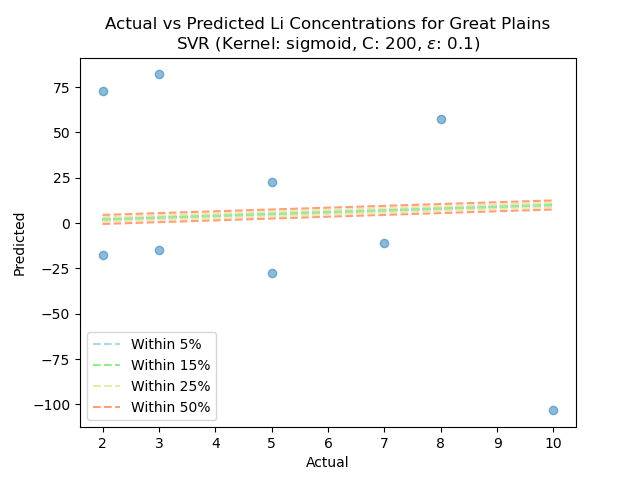 Actual vs Predicted Li Concentrations for Great Plains
SVR (Kernel: sigmoid, C: 200, ε: 0.1)
Predicted
75
50
25
0
−25
−50
−75
−100
Within 5%
Within 15%
Within 25%
Within 50%
2 3 4 5 6 7 8 9 10
Actual